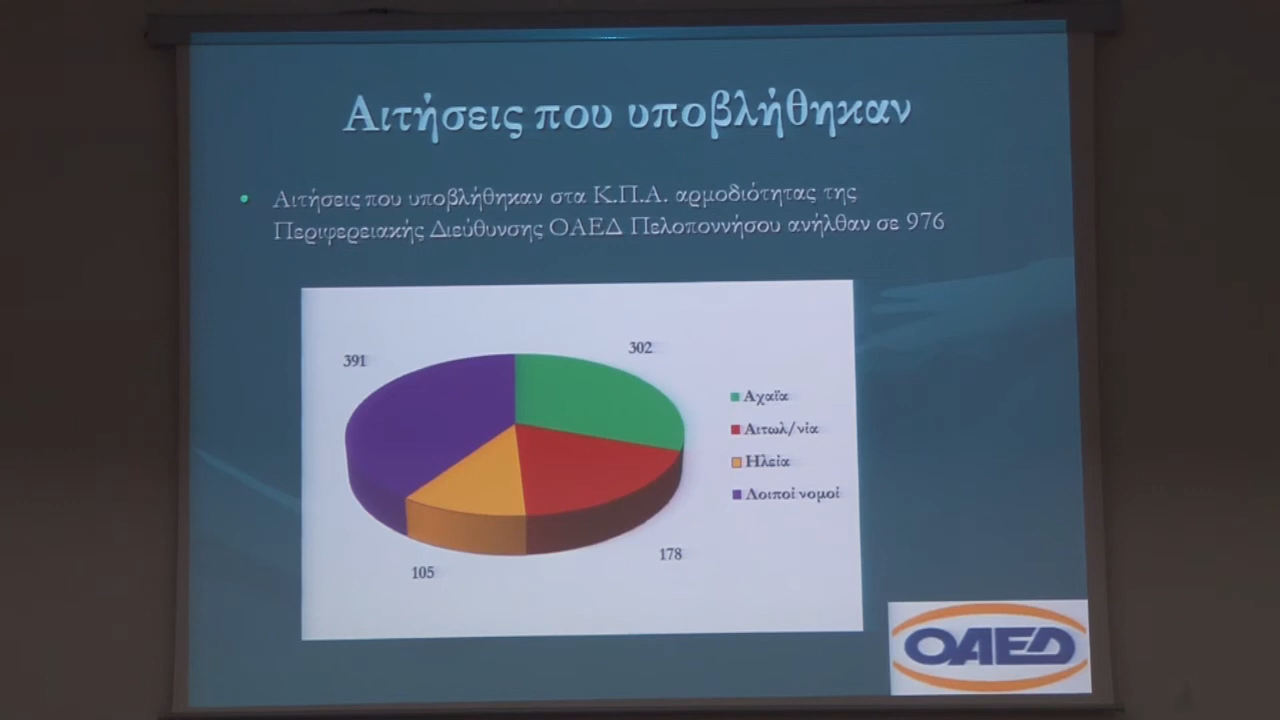 Αιτήσεις που υποβλήθηκαν
• Αιτήσεις που υποβλήθηκαν στα Κ.Π.Α. αρμοδιότητας της
Περιφερειακής Διεύθυνσης ΟΑΕΔ Πελοποννήσου ανήλθαν σε 976
391
302
Αχαΐα
Αιτωλ/νία
Ηλεία
Λοιποί νομοί
178
105
ΟΑΕΔ